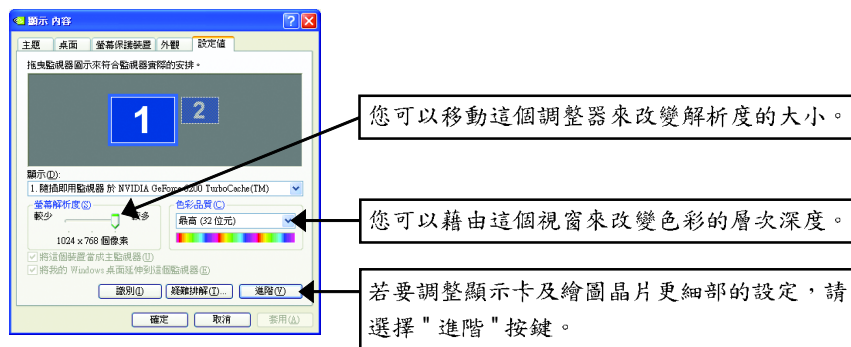 顯示 內容
主題 桌面 螢幕保護裝置 外觀 設定值
拖曳監視器圖示來符合監視器實際的安排。
1 2
您可以移動這個調整器來改變解析度的大小。
顯示(D):
1. 隨插即用監視器 於 NVIDIA GeForce 6200 TurboCache(TM)
螢幕解析度(S)
較少 較多
1024 x 768 個像素
色彩品質(C)
最高 (32 位元)
您可以藉由這個視窗來改變色彩的層次深度。
將這個裝置當成主監視器(U)
將我的 Windows 桌面延伸到這個監視器(E)
識別(I) 疑難排解(T)... 進階(V)
確定 取消 套用(A)
若要調整顯示卡及繪圖晶片更細部的設定，請
選擇 " 進階 " 按鍵。